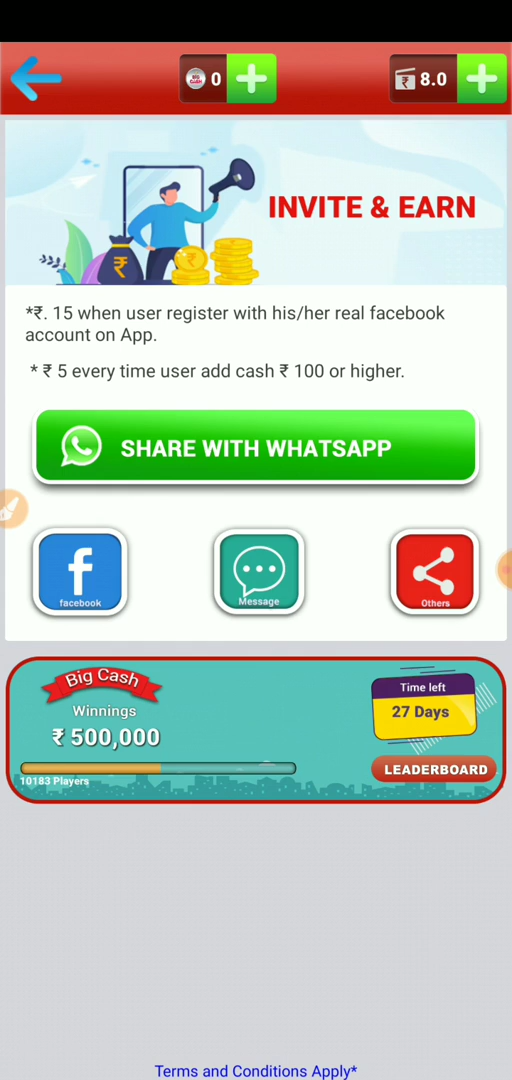 BIG CASH 0
₹ 8.0
₹
INVITE & EARN
*₹. 15 when user register with his/her real facebook
account on App.
* ₹ 5 every time user add cash ₹ 100 or higher.
SHARE WITH WHATSAPP
f
facebook
Message
Others
Big Cash
Winnings
₹ 500,000
10183 Players
Time left
27 Days
LEADERBOARD
Terms and Conditions Apply*